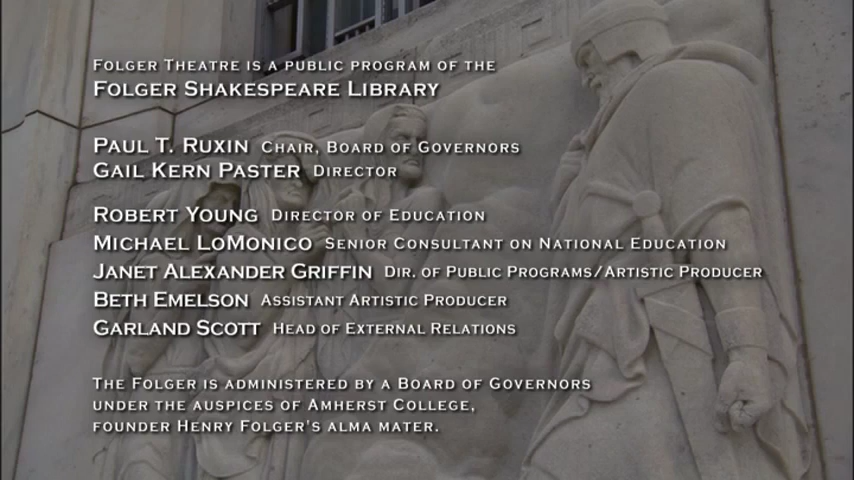 Folger Theatre is a public program of the
Folger Shakespeare Library
Paul T. Ruxin Chair, Board of Governors
Gail Kern Paster Director
Robert Young Director of Education
Michael LoMonico Senior Consultant on National Education
Janet Alexander Griffin Dir. of Public Programs/Artistic Producer
Beth Emelson Assistant Artistic Producer
Garland Scott Head of External Relations
The Folger is administered by a Board of Governors
under the auspices of Amherst College,
founder Henry Folger's alma mater.